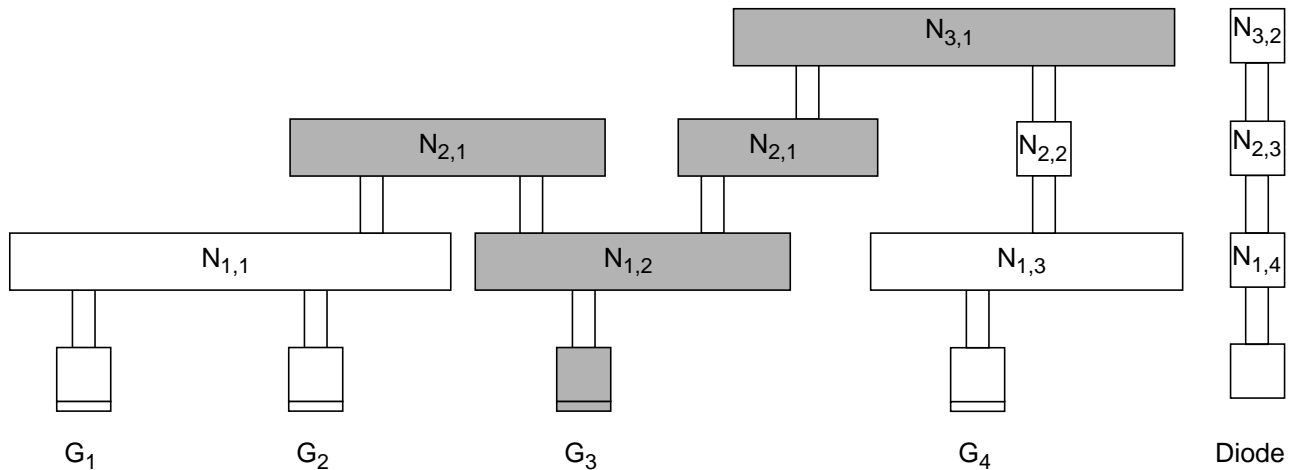 N3,1 N3,2
N2,1 N2,1 N2,2 N2,3
N1,1 N1,2 N1,3 N1,4
G1 G2 G3 G4 Diode